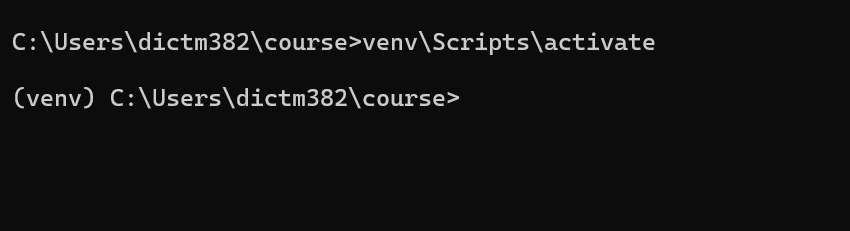 C:\Users\dictm382\course>venv\Scripts\activate
(venv) C:\Users\dictm382\course>